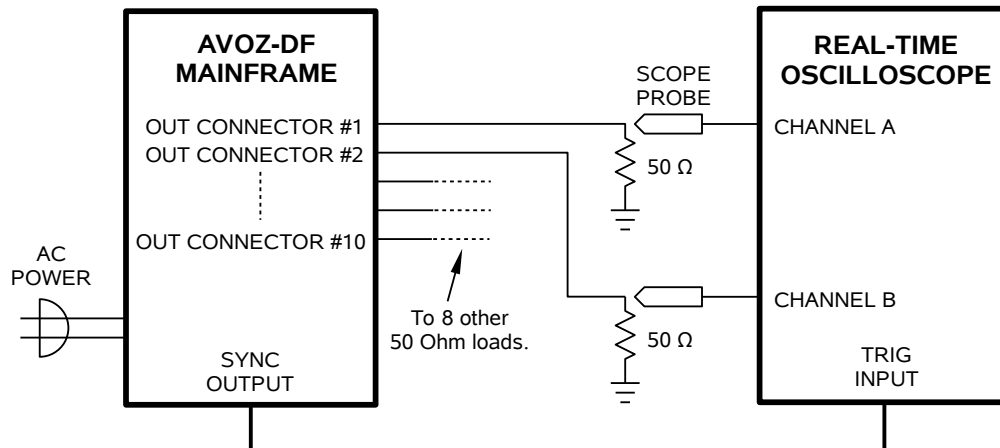 AVOZ-DF
MAINFRAME
OUT CONNECTOR #1
OUT CONNECTOR #2
OUT CONNECTOR #10
AC
POWER
SYNC
OUTPUT
To 8 other
50 Ohm loads.
SCOPE
PROBE
50 Ω
50 Ω
REAL-TIME
OSCILLOSCOPE
CHANNEL A
CHANNEL B
TRIG
INPUT